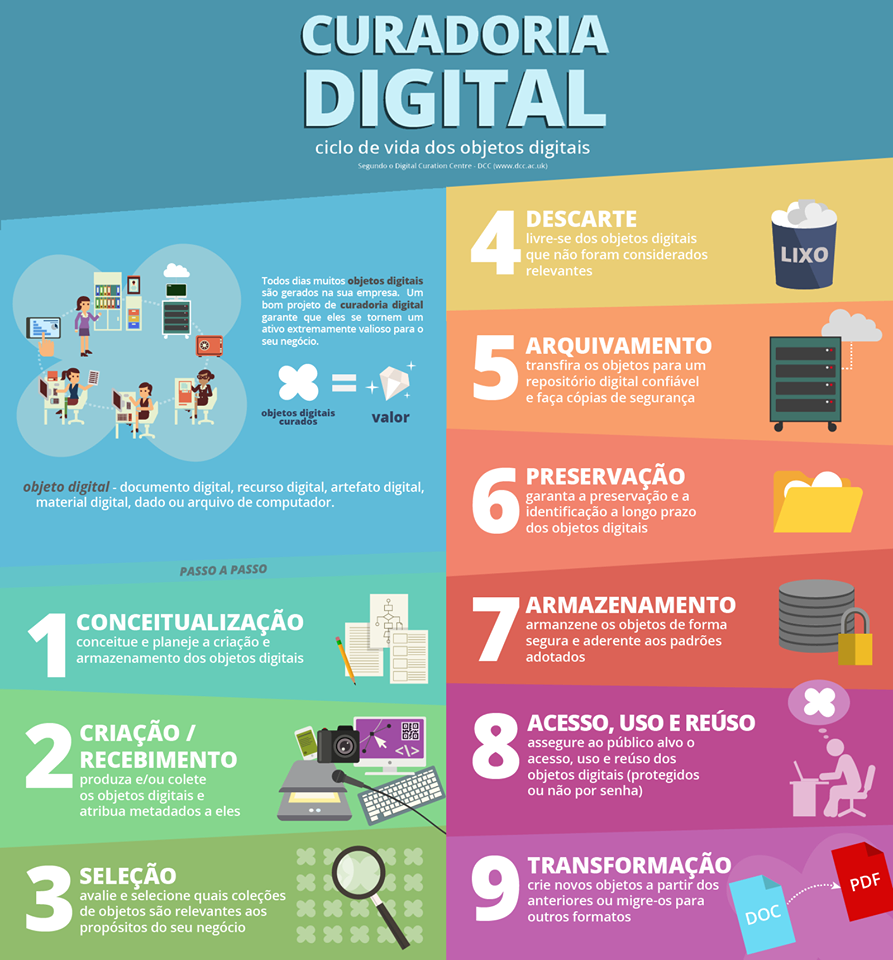 CURADORIA
DIGITAL
ciclo de vida dos objetos digitais
Segundo o Digital Curation Centre - DCC (www.dcc.ac.uk)
Todos dias muitos objetos digitais
são gerados na sua empresa. Um
bom projeto de curadoria digital
garante que eles se tornem um
ativo extremamente valioso para o
seu negócio.
=
objetos digitais
curados
valor
objeto digital - documento digital, recurso digital, artefato digital,
material digital, dado ou arquivo de computador.
PASSO A PASSO
1
CONCEITUALIZAÇÃO
conceitue e planeje a criação e
armazenamento dos objetos digitais
2
CRIAÇÃO /
RECEBIMENTO
produza e/ou colete
os objetos digitais e
atribua metadados a eles
</>
3
SELEÇÃO
avalie e selecione quais coleções
de objetos são relevantes aos
propósitos do seu negócio
4
DESCARTE
livre-se dos objetos digitais
que não foram considerados
relevantes
LIXO
5
ARQUIVAMENTO
transfira os objetos para um
repositório digital confiável
e faça cópias de segurança
6
PRESERVAÇÃO
garanta a preservação e a
identificação a longo prazo
dos objetos digitais
7
ARMAZENAMENTO
armanzene os objetos de forma
segura e aderente aos padrões
adotados
8
ACESSO, USO E REÚSO
assegure ao público alvo o
acesso, uso e reúso dos
objetos digitais (protegidos
ou não por senha)
9
TRANSFORMAÇÃO
crie novos objetos a partir dos
anteriores ou migre-os para
outros formatos
DOC
PDF